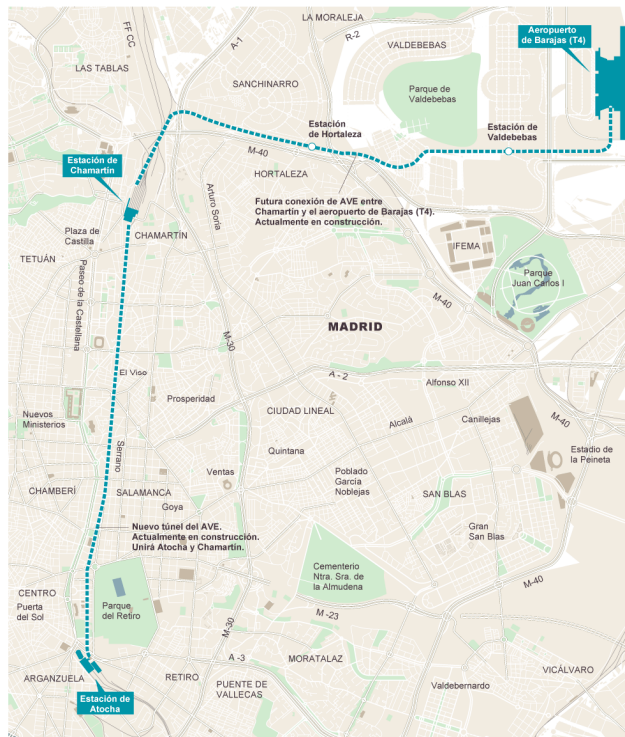 LA MORALEJA
FF CC
A-1
R-2
VALDEBEBAS
Aeropuerto
de Barajas (T4)
LAS TABLAS
SANCHINARRO
Parque de
Valdebebas
Estación
de Hortaleza
Estación de
Valdebebas
M-40
Estación de
Chamartín
HORTALEZA
Arturo Soria
Futura conexión de AVE entre
Chamartín y el aeropuerto de Barajas (T4).
Actualmente en construcción.
Plaza de
Castilla
CHAMARTÍN
TETUÁN
IFEMA
Parque
Juan Carlos I
Paseo de la Castellana
M-40
MADRID
M-30
El Viso
A - 2
Alfonso XII
Prosperidad
CIUDAD LINEAL
Nuevos
Ministerios
Alcalá
Canillejas
M-40
Serrano
Quintana
Estadio de
la Peineta
Ventas
Poblado
García
Noblejas
CHAMBERÍ
SALAMANCA
SAN BLAS
Goya
Nuevo túnel del AVE.
Actualmente en construcción.
Unirá Atocha y Chamartín.
Gran
San Blas
Cementerio
Ntra. Sra. de
la Almudena
M-40
CENTRO
Puerta
del Sol
Parque
del Retiro
M -23
M-30
A -3
MORATALAZ
VICÁLVARO
ARGANZUELA
RETIRO
PUENTE DE
VALLECAS
Valdebernardo
Estación de
Atocha